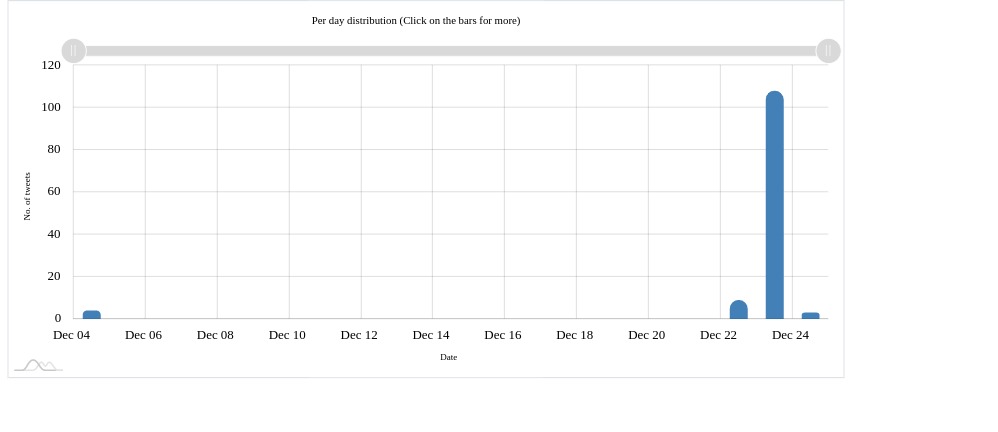 Per day distribution (Click on the bars for more)
120
100
80
60
40
20
0
No. of tweets
Dec 04 Dec 06 Dec 08 Dec 10 Dec 12 Dec 14 Dec 16 Dec 18 Dec 20 Dec 22 Dec 24
Date